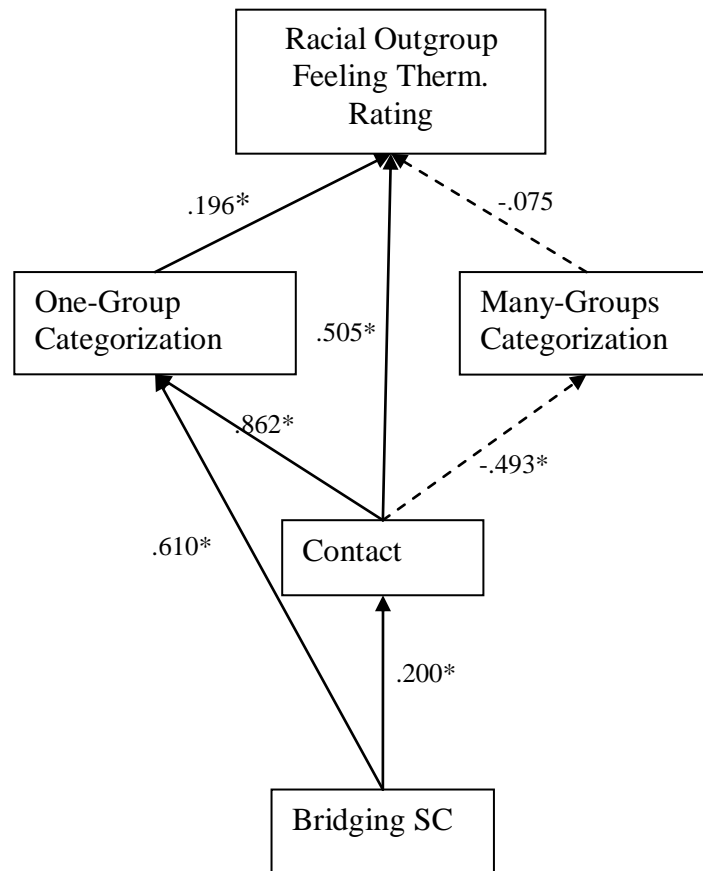 Racial Outgroup
Feeling Therm.
Rating
.196*
-.075
One-Group
Categorization
Many-Groups
Categorization
.505*
.862*
-.493*
.610*
Contact
.200*
Bridging SC